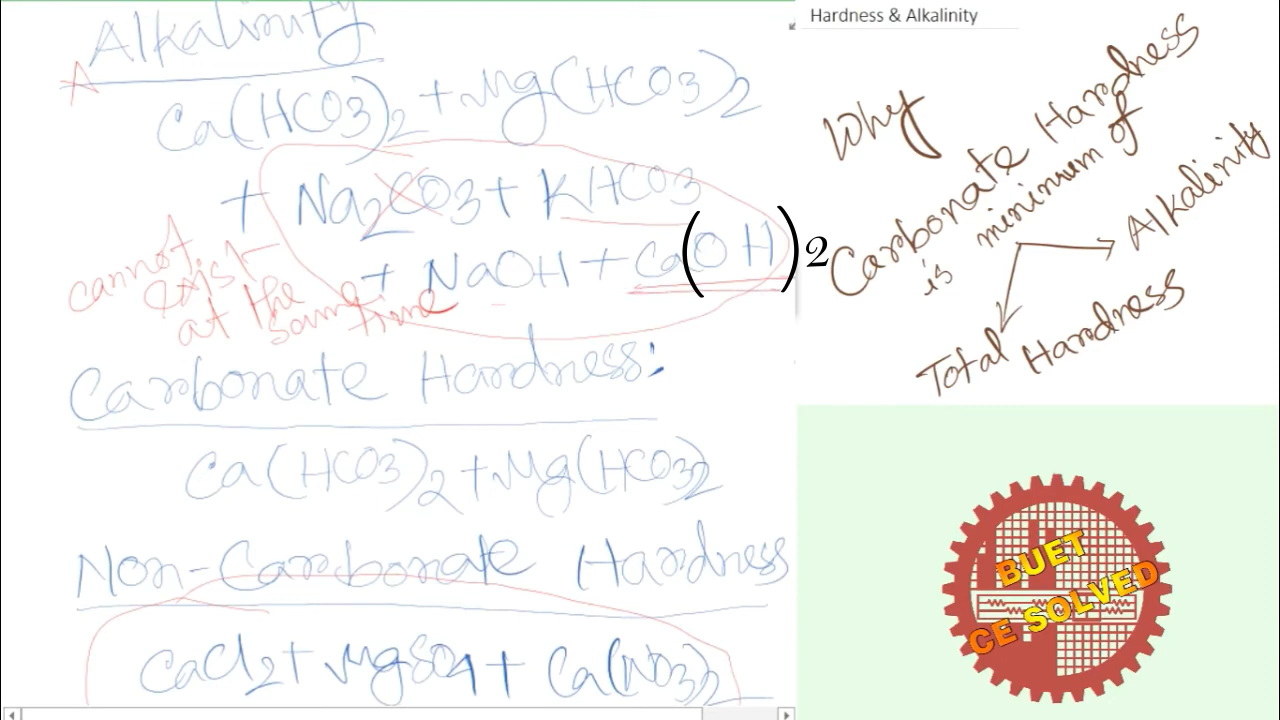 Alkalinity
A
Ca(HCO3)2 + Mg(HCO3)2
+ Na2CO3 + KHCO3
+ NaOH + Ca(OH)2
cannot
exist
at the
same time
Carbonate Hardness:
Ca(HCO3)2 + Mg(HCO3)2
Non-Carbonate Hardness
CaCl2 + MgSO4 + Ca(NO3)2
Hardness & Alkalinity
Why
Carbonate Hardness
is minimum of
Alkalinity
Total Hardness
BUET
CE SOLVED